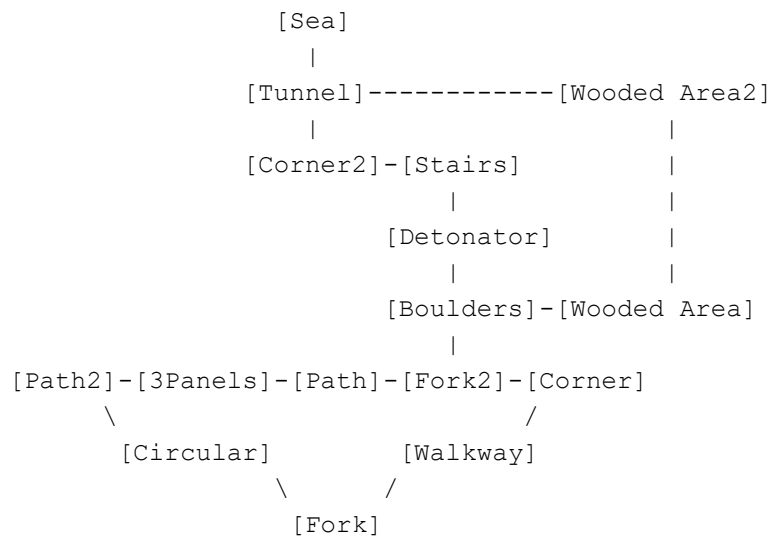 [Sea]
|
[Tunnel]------------[Wooded Area2]
| |
[Corner2]-[Stairs] |
| |
[Detonator] |
| |
[Boulders]-[Wooded Area]
|
[Path2]-[3Panels]-[Path]-[Fork2]-[Corner]
\ /
[Circular] [Walkway]
\ /
[Fork]